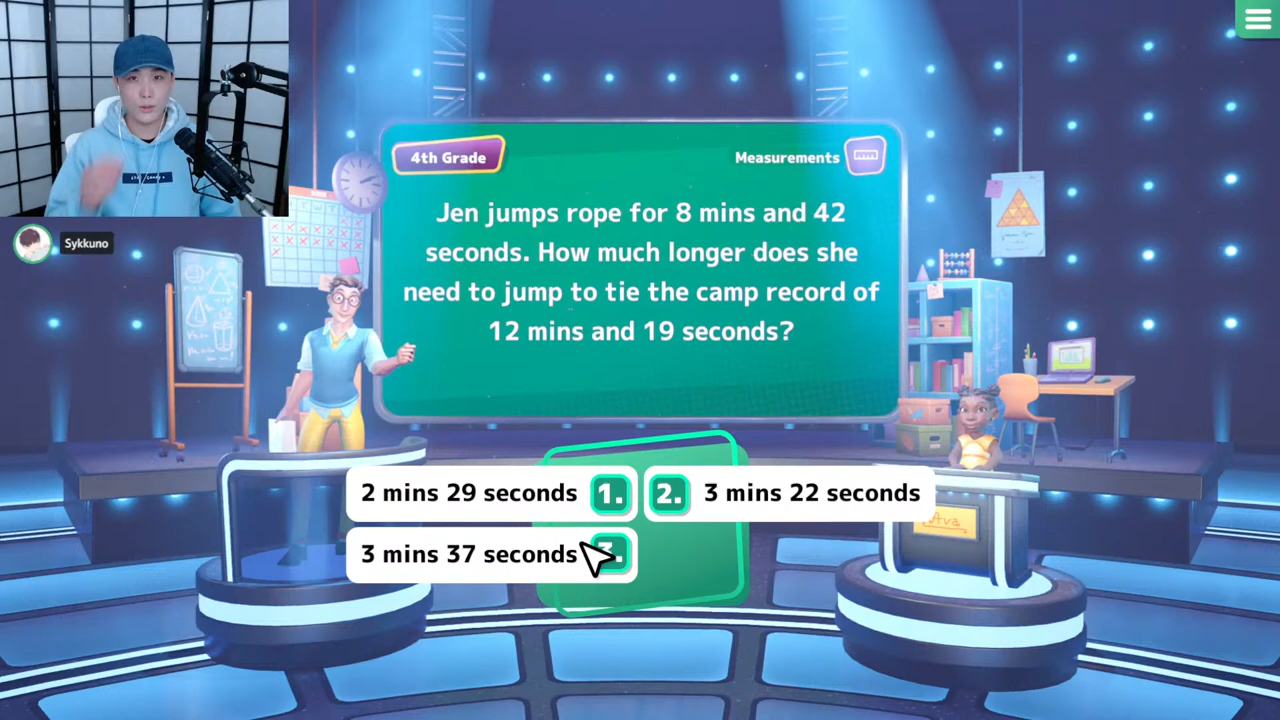 4th Grade
Measurements
Jen jumps rope for 8 mins and 42
seconds. How much longer does she
need to jump to tie the camp record of
12 mins and 19 seconds?
Sykkuno
2 mins 29 seconds 1.
2. 3 mins 22 seconds
3 mins 37 seconds
Ava